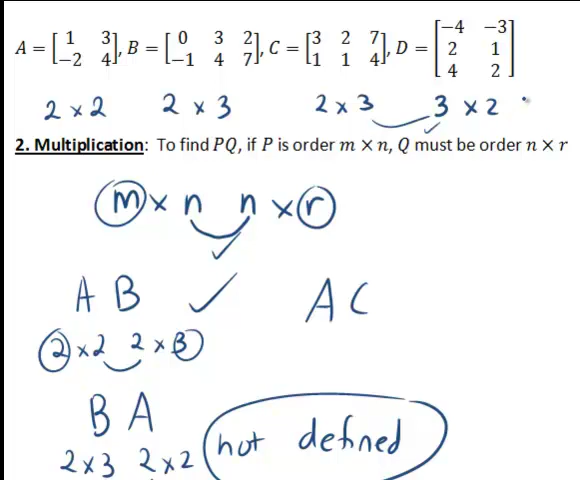 A = [1 3 -2 4], B = [0 3 2 -1 4 7], C = [3 2 7 1 1 4], D = [-4 -3 2 1 4 2]
2 × 2 2 × 3 2 × 3 3 × 2
2. Multiplication: To find PQ, if P is order m × n, Q must be order n × r
m × n n × r
✓
A B ✓ A C
2 × 2 2 × 3
B A
not defined
2 × 3 2 × 2